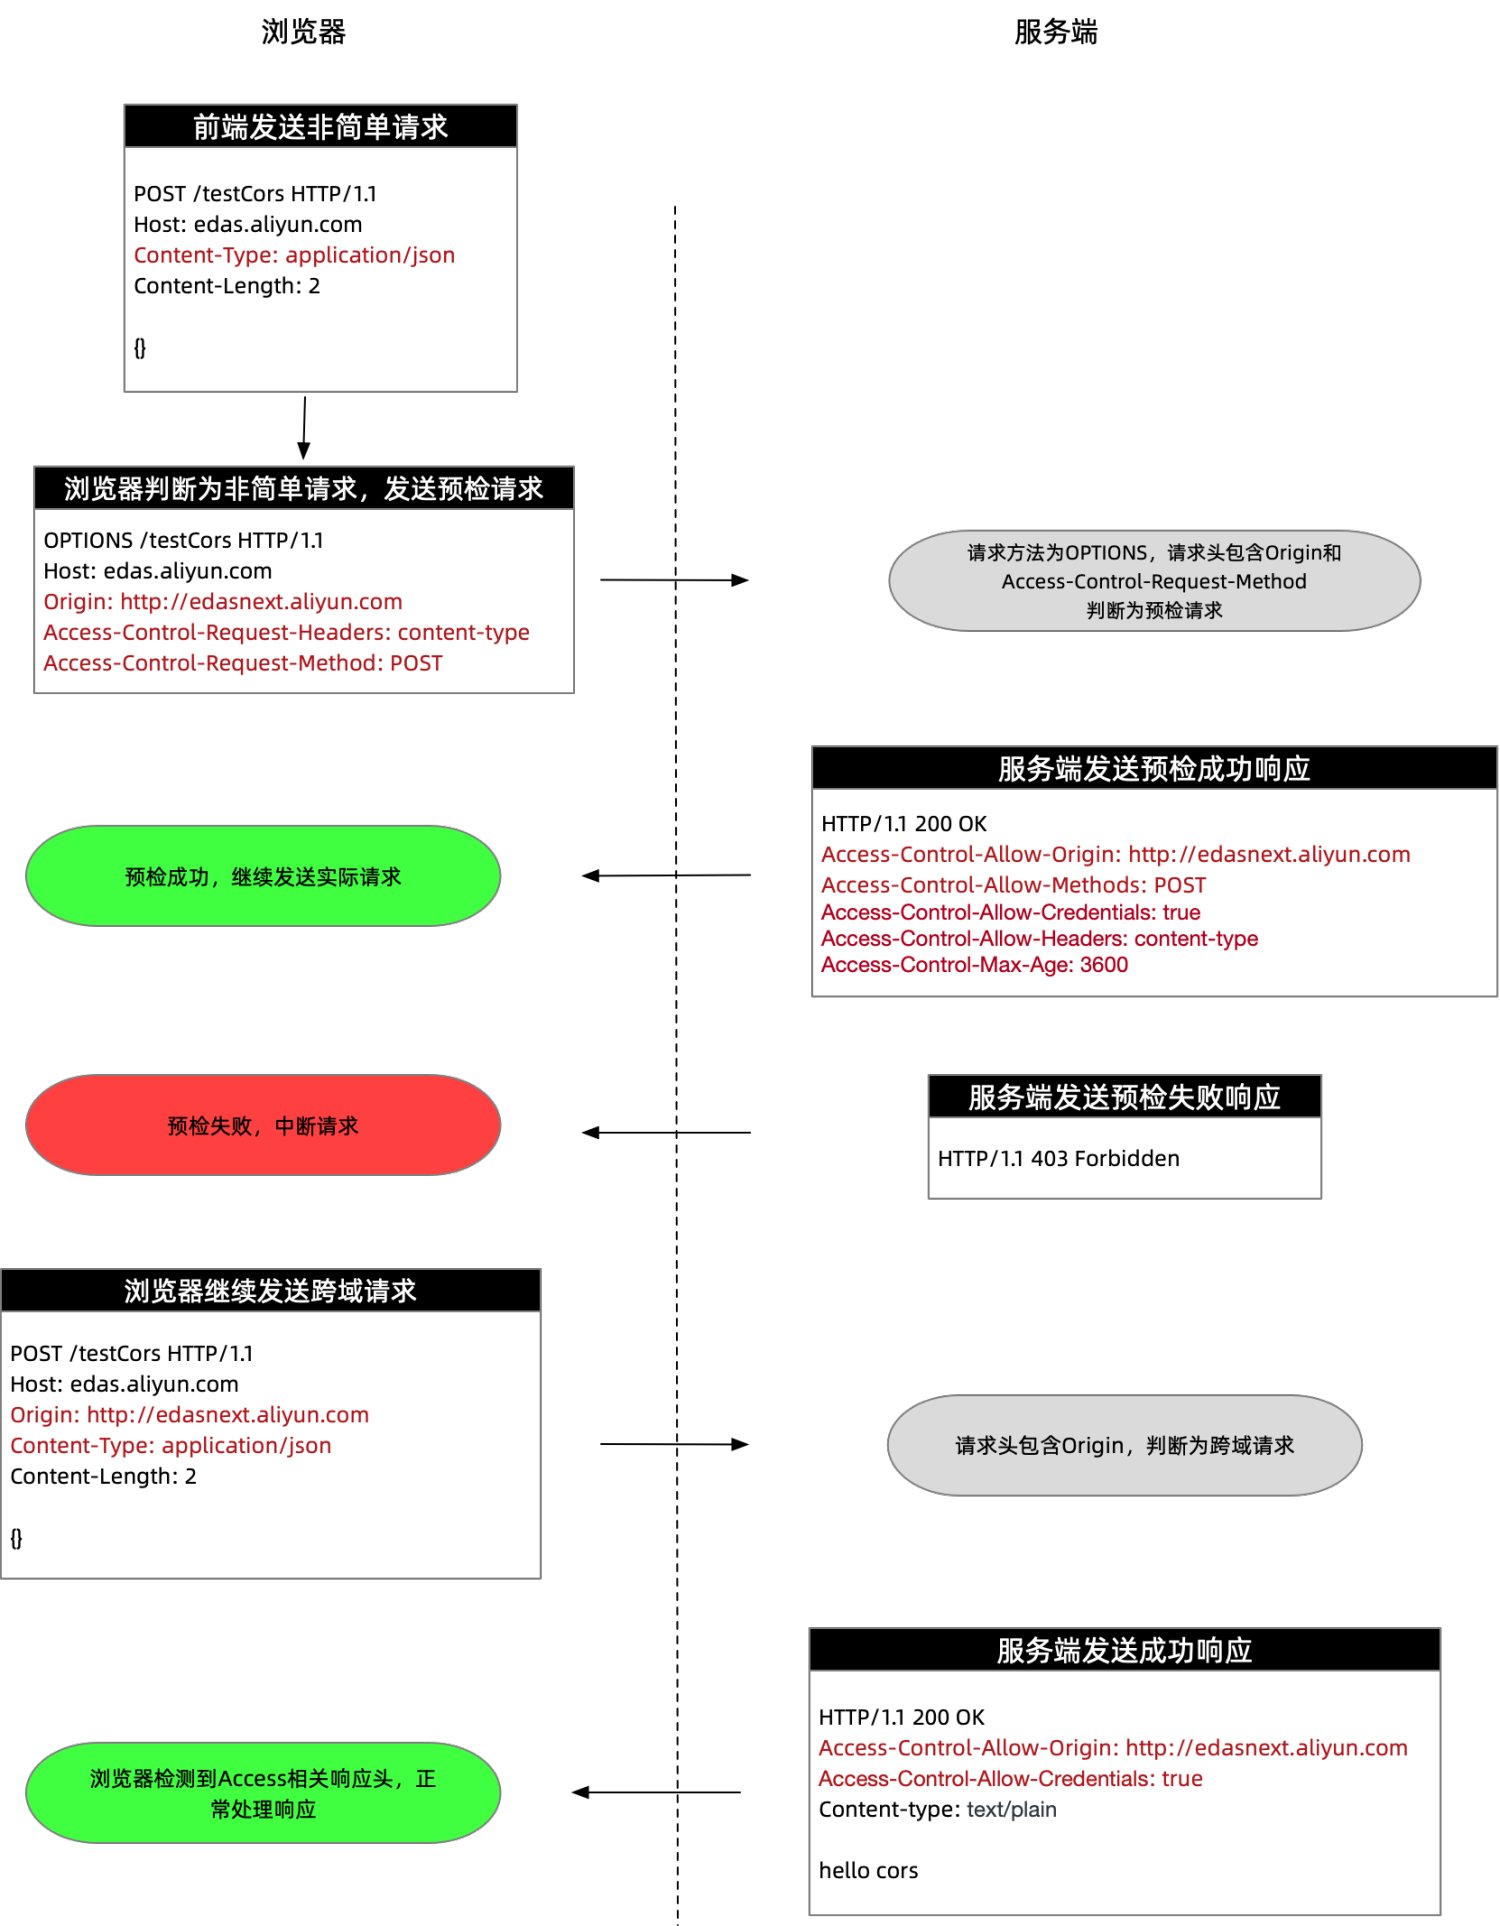 浏览器
服务端
前端发送非简单请求
POST /testCors HTTP/1.1
Host: edas.aliyun.com
Content-Type: application/json
Content-Length: 2
{}
浏览器判断为非简单请求，发送预检请求
OPTIONS /testCors HTTP/1.1
Host: edas.aliyun.com
Origin: http://edasnext.aliyun.com
Access-Control-Request-Headers: content-type
Access-Control-Request-Method: POST
请求方法为OPTIONS，请求头包含Origin和
Access-Control-Request-Method
判断为预检请求
服务端发送预检成功响应
HTTP/1.1 200 OK
Access-Control-Allow-Origin: http://edasnext.aliyun.com
Access-Control-Allow-Methods: POST
Access-Control-Allow-Credentials: true
Access-Control-Allow-Headers: content-type
Access-Control-Max-Age: 3600
预检成功，继续发送实际请求
服务端发送预检失败响应
HTTP/1.1 403 Forbidden
预检失败，中断请求
浏览器继续发送跨域请求
POST /testCors HTTP/1.1
Host: edas.aliyun.com
Origin: http://edasnext.aliyun.com
Content-Type: application/json
Content-Length: 2
{}
请求头包含Origin，判断为跨域请求
服务端发送成功响应
HTTP/1.1 200 OK
Access-Control-Allow-Origin: http://edasnext.aliyun.com
Access-Control-Allow-Credentials: true
Content-type: text/plain
hello cors
浏览器检测到Access相关响应头，正
常处理响应